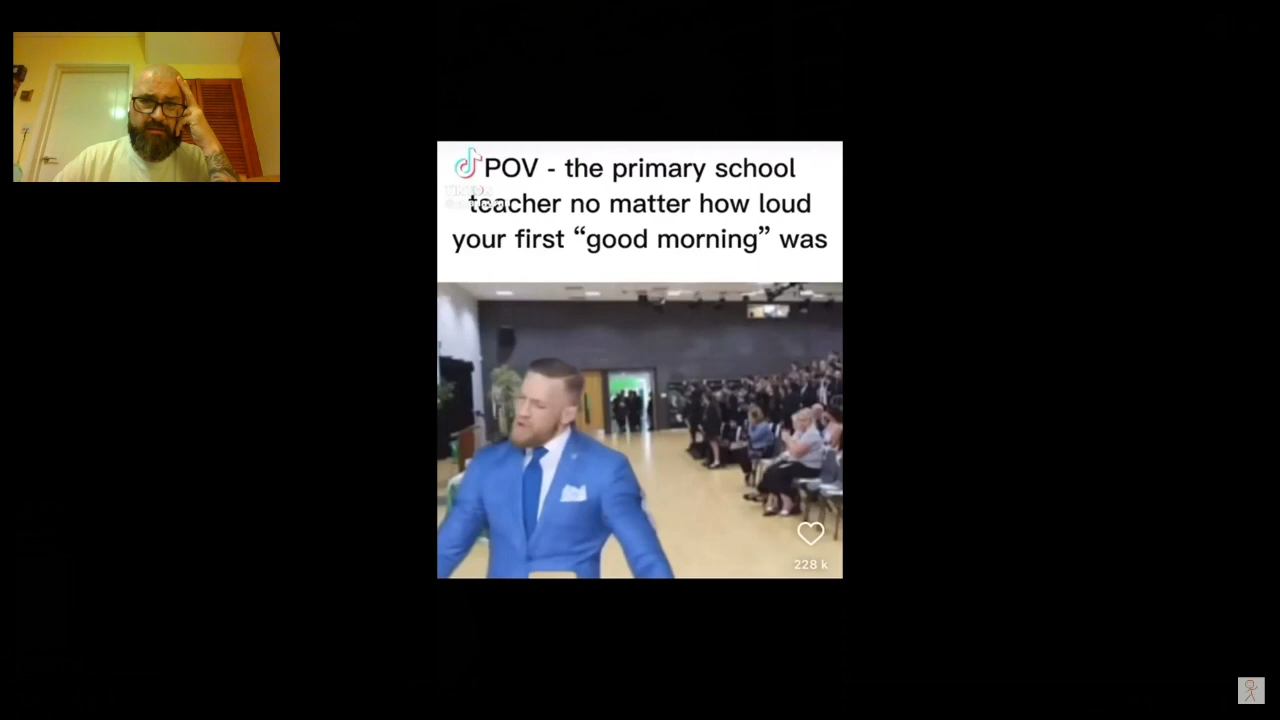 POV - the primary school
teacher no matter how loud
your first “good morning” was
228 k